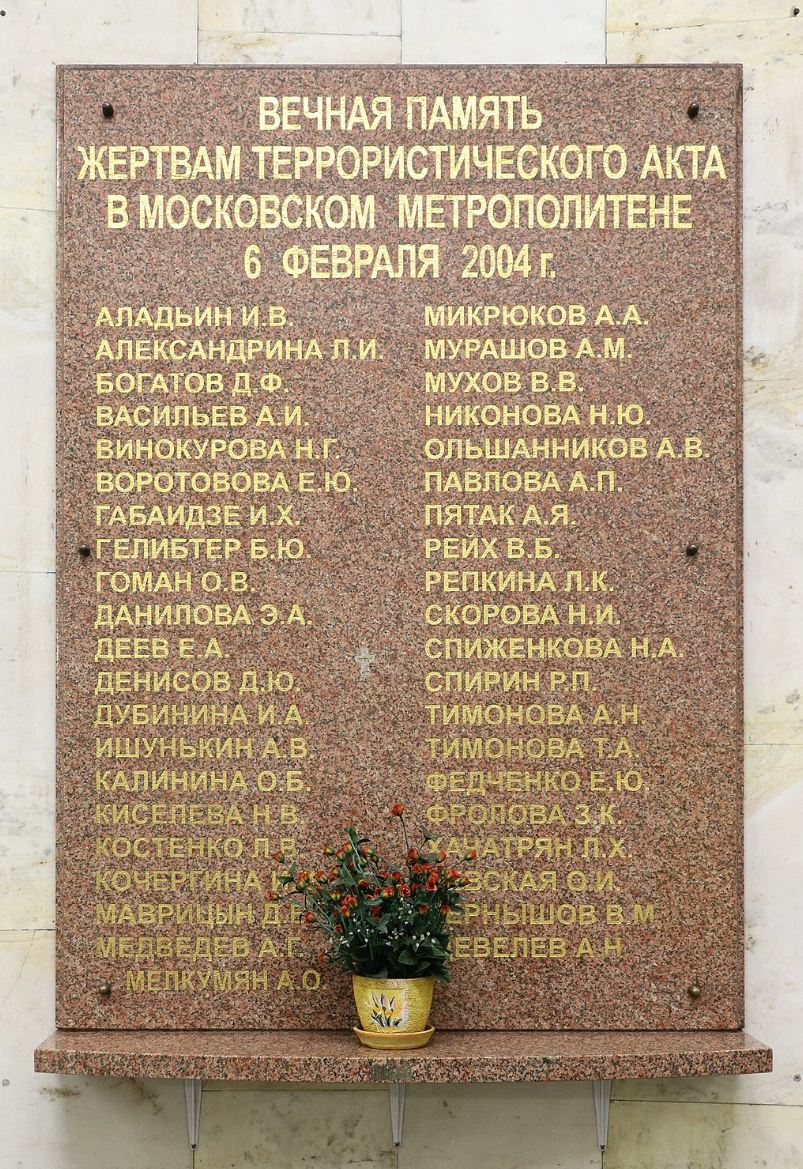 ВЕЧНАЯ ПАМЯТЬ
ЖЕРТВАМ ТЕРРОРИСТИЧЕСКОГО АКТА
В МОСКОВСКОМ МЕТРОПОЛИТЕНЕ
6 ФЕВРАЛЯ 2004 г.
АЛАДЬИН И.В.
АЛЕКСАНДРИНА Л.И.
БОГАТОВ Д.Ф.
ВАСИЛЬЕВ А.И.
ВИНОКУРОВА Н.Г.
ВОРОТОВОВА Е.Ю.
ГАБАИДЗЕ И.Х.
ГЕЛИБТЕР Б.Ю.
ГОМАН О.В.
ДАНИЛОВА Э.А.
ДЕЕВ Е.А.
ДЕНИСОВ Д.Ю.
ДУБИНИНА И.А.
ИШУНЬКИН А.В.
КАЛИНИНА О.Б.
КИСЕЛЕВА Н.В.
КОСТЕНКО Л.В.
КОЧЕРГИНА
МАВРИЦЫН
МЕДВЕДЕВ А.Г.
МЕЛКУМЯН А.О
МИКРЮКОВ А.А.
МУРАШОВ А.М.
МУХОВ В.В.
НИКОНОВА Н.Ю.
ОЛЬШАННИКОВ А.В.
ПАВЛОВА А.П.
ПЯТАК А.Я.
РЕЙХ В.Б.
РЕПКИНА Л.К.
СКОРОВА Н.И.
СПИЖЕНКОВА Н.А.
СПИРИН Р.П.
ТИМОНОВА А.Н.
ТИМОНОВА Т.А.
ФЕДЧЕНКО Е.Ю.
ФРОЛОВА З.К.
ХАЧАТРЯН Л.Х.
О.И.
В.М
А.Н